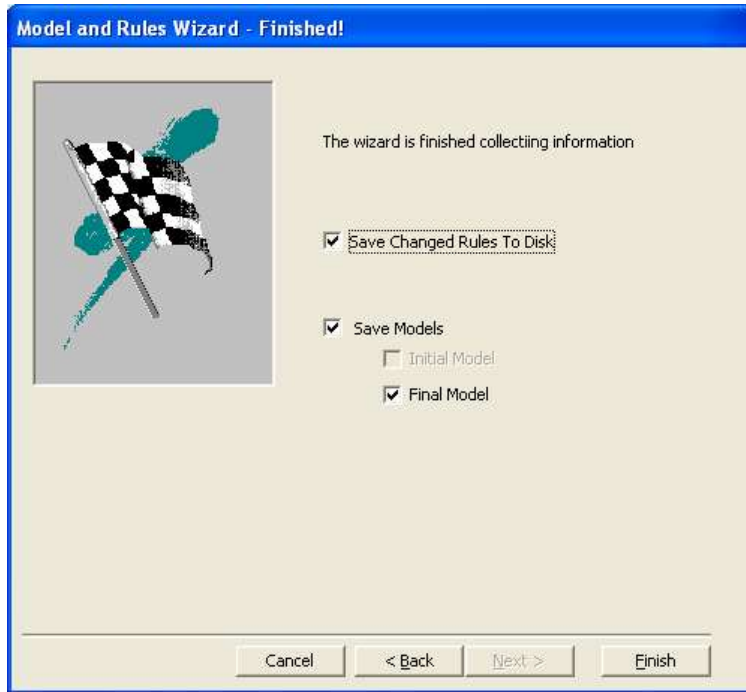 Model and Rules Wizard - Finished!
The wizard is finished collectiing information
Save Changed Rules To Disk
Save Models
Initial Model
Final Model
Cancel
< Back
Next >
Finish